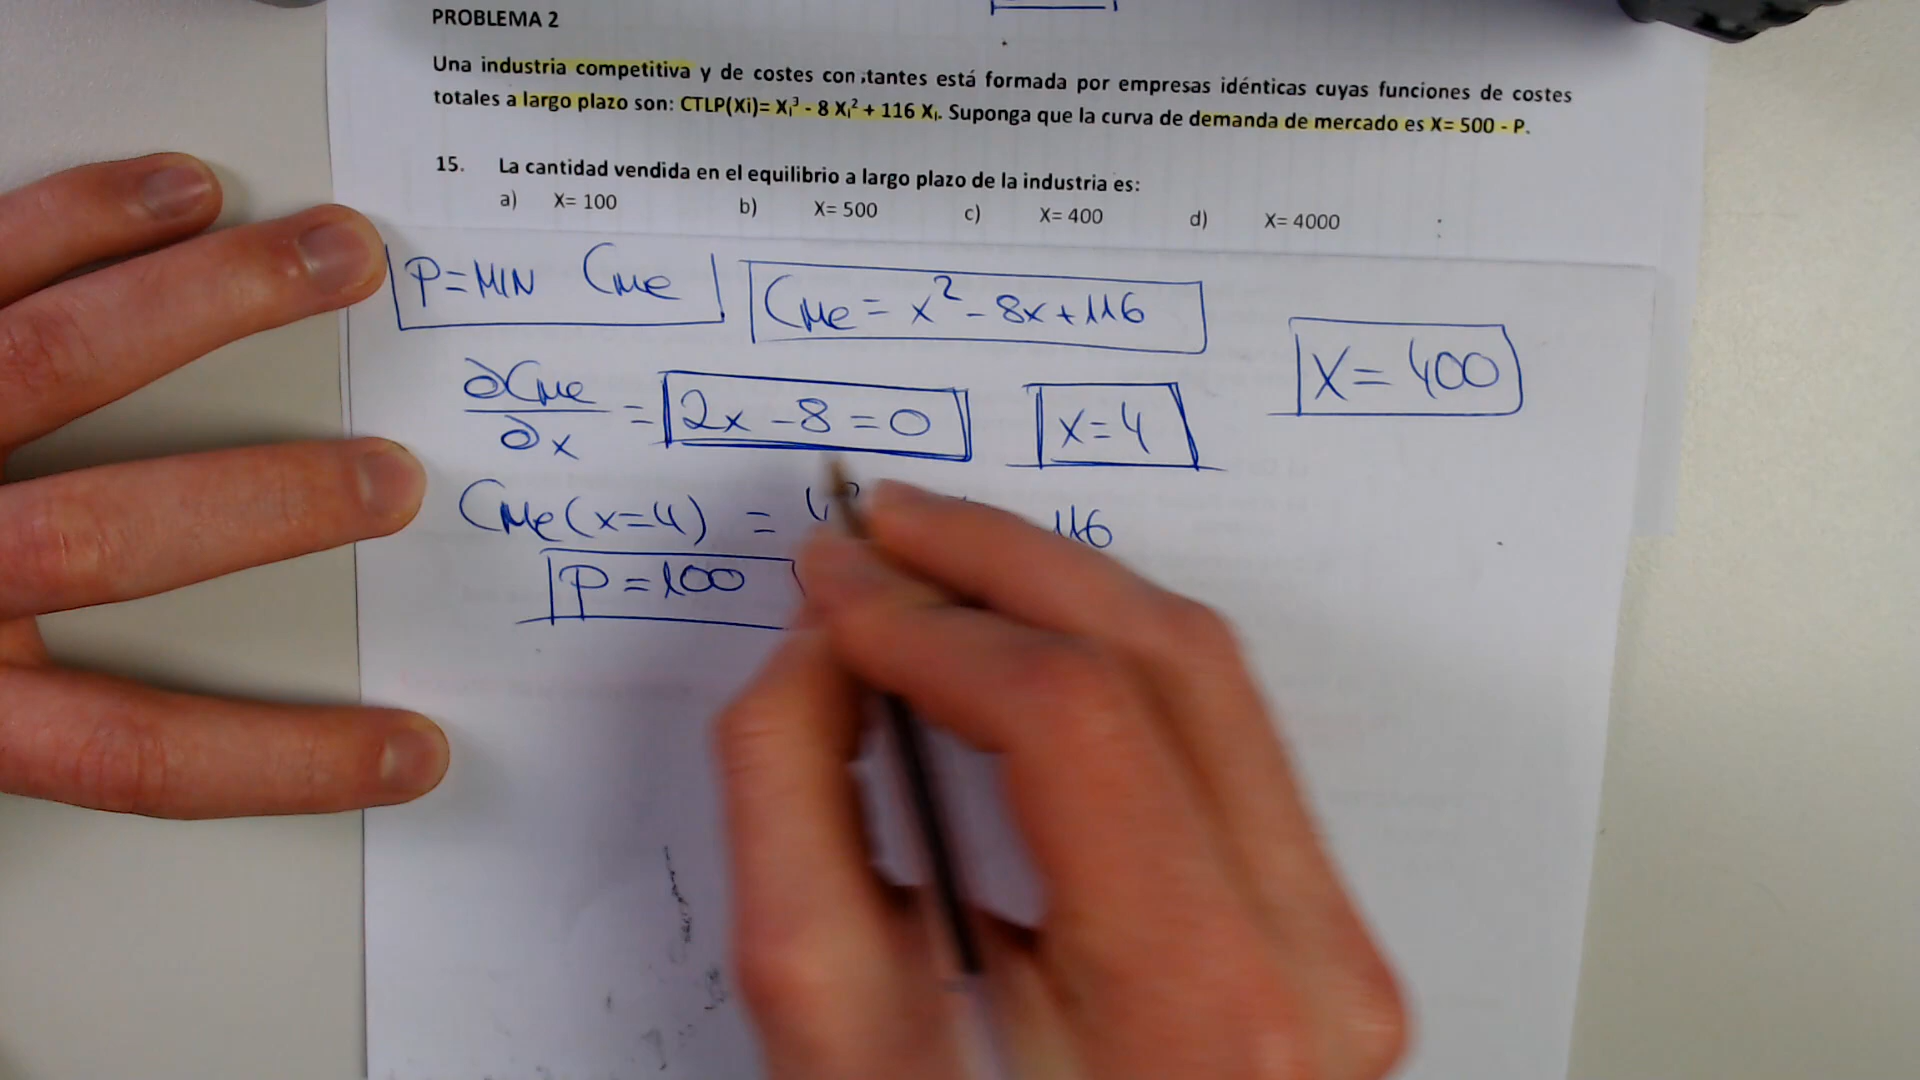 PROBLEMA 2
Una industria competitiva y de costes con;tantes está formada por empresas idénticas cuyas funciones de costes
totales a largo plazo son: CTLP(Xi)= Xi³ - 8 Xi² + 116 Xi. Suponga que la curva de demanda de mercado es X= 500 - P.
15. La cantidad vendida en el equilibrio a largo plazo de la industria es:
a) X= 100 b) X= 500 c) X= 400 d) X= 4000
P=MIN CMe CMe = x² - 8x + 116
X = 400
∂CMe/∂x = 2x - 8 = 0 x=4
CMe(x=4) = 116
P = 100